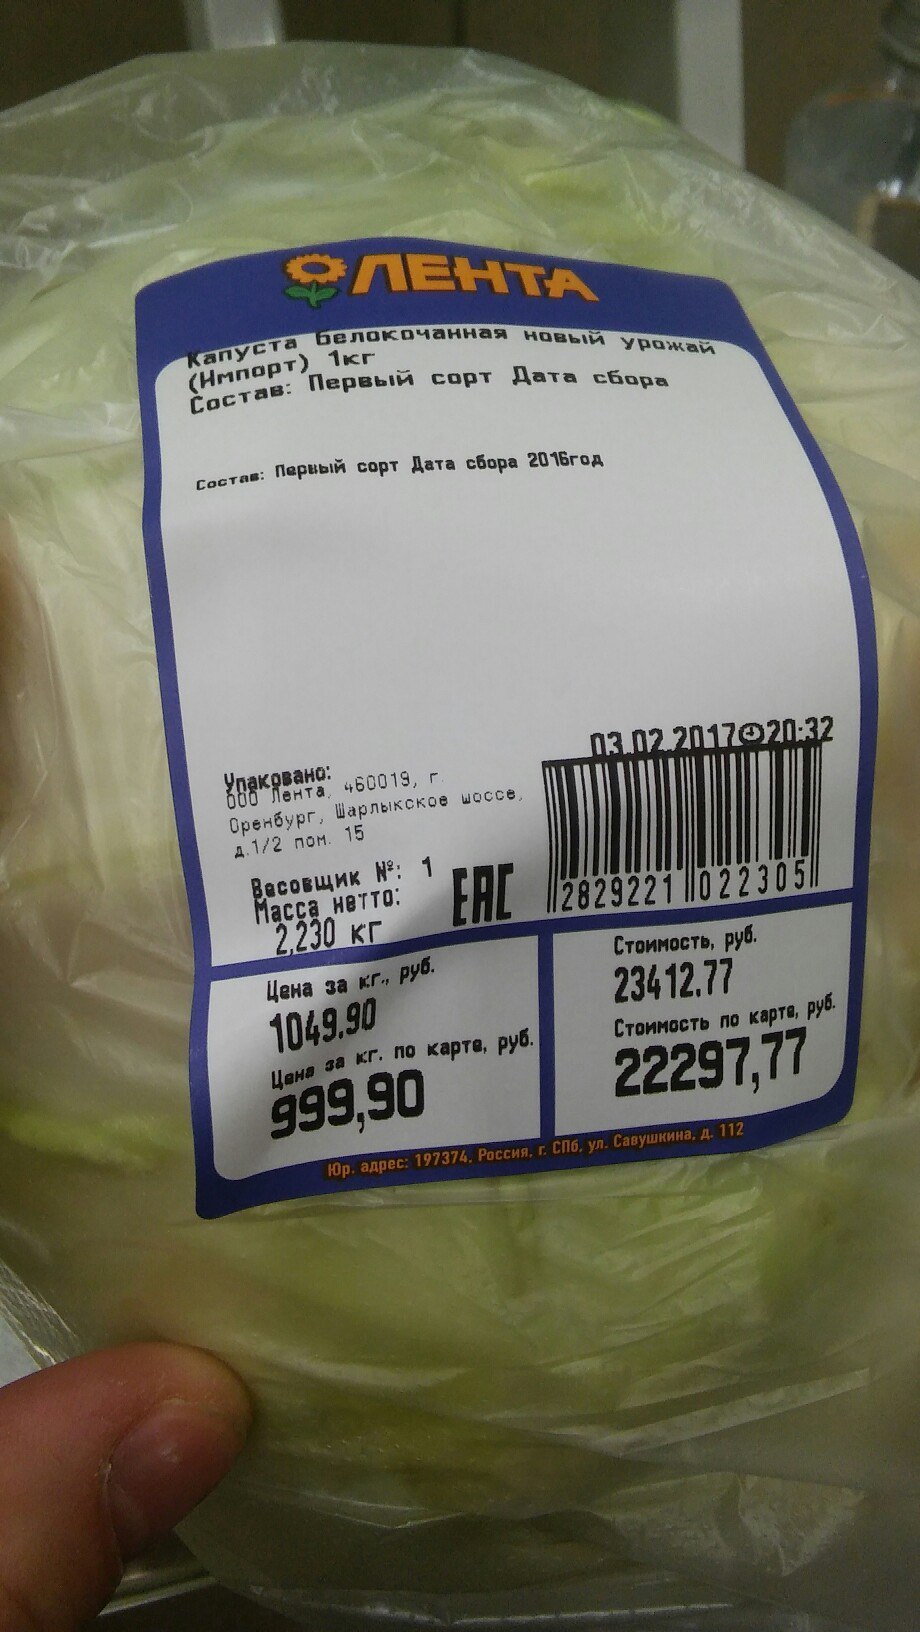 ЛЕНТА
Капуста белокочанная новый урожай
(Импорт) 1кг
Состав: Первый сорт Дата сбора
Состав: Первый сорт Дата сбора 2016год
03.02.2017 20:32
Упаковано:
ООО Лента, 460019, г.
Оренбург, Шарлыкское шоссе,
д.1/2 пом. 15
Весовщик №: 1
Масса нетто:
2,230 кг
ЕАС
2829221 022305
Цена за кг., руб.
1049.90
Цена за кг. по карте, руб.
999,90
Стоимость, руб.
23412.77
Стоимость по карте, руб.
22297,77
Юр. адрес: 197374, Россия, г. СПб, ул. Савушкина, д. 112